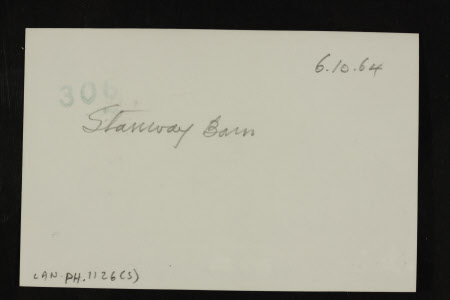 6.10.64
306
Stanway Barn
LAN. PH. 1126(S)